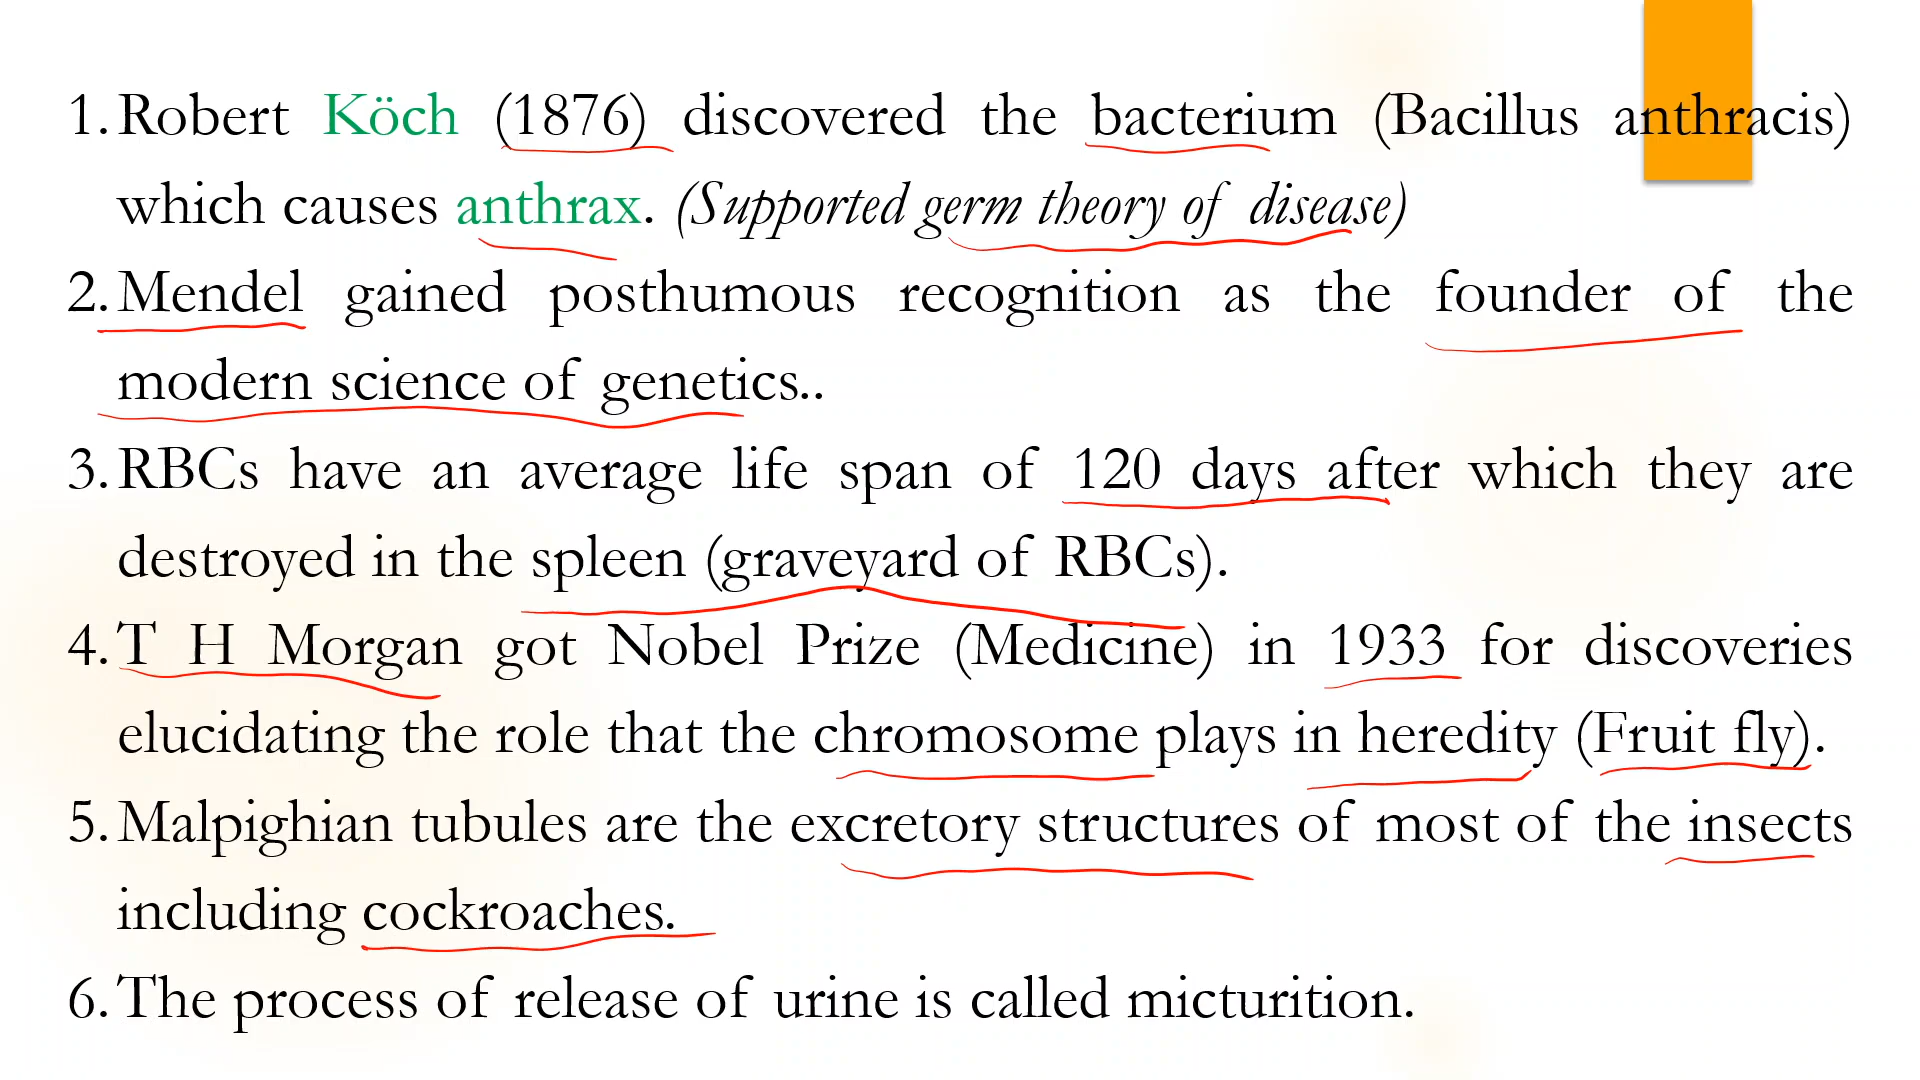 1. Robert Köch (1876) discovered the bacterium (Bacillus anthracis)
which causes anthrax. (Supported germ theory of disease)
2. Mendel gained posthumous recognition as the founder of the
modern science of genetics..
3. RBCs have an average life span of 120 days after which they are
destroyed in the spleen (graveyard of RBCs).
4. T H Morgan got Nobel Prize (Medicine) in 1933 for discoveries
elucidating the role that the chromosome plays in heredity (Fruit fly).
5. Malpighian tubules are the excretory structures of most of the insects
including cockroaches.
6. The process of release of urine is called micturition.